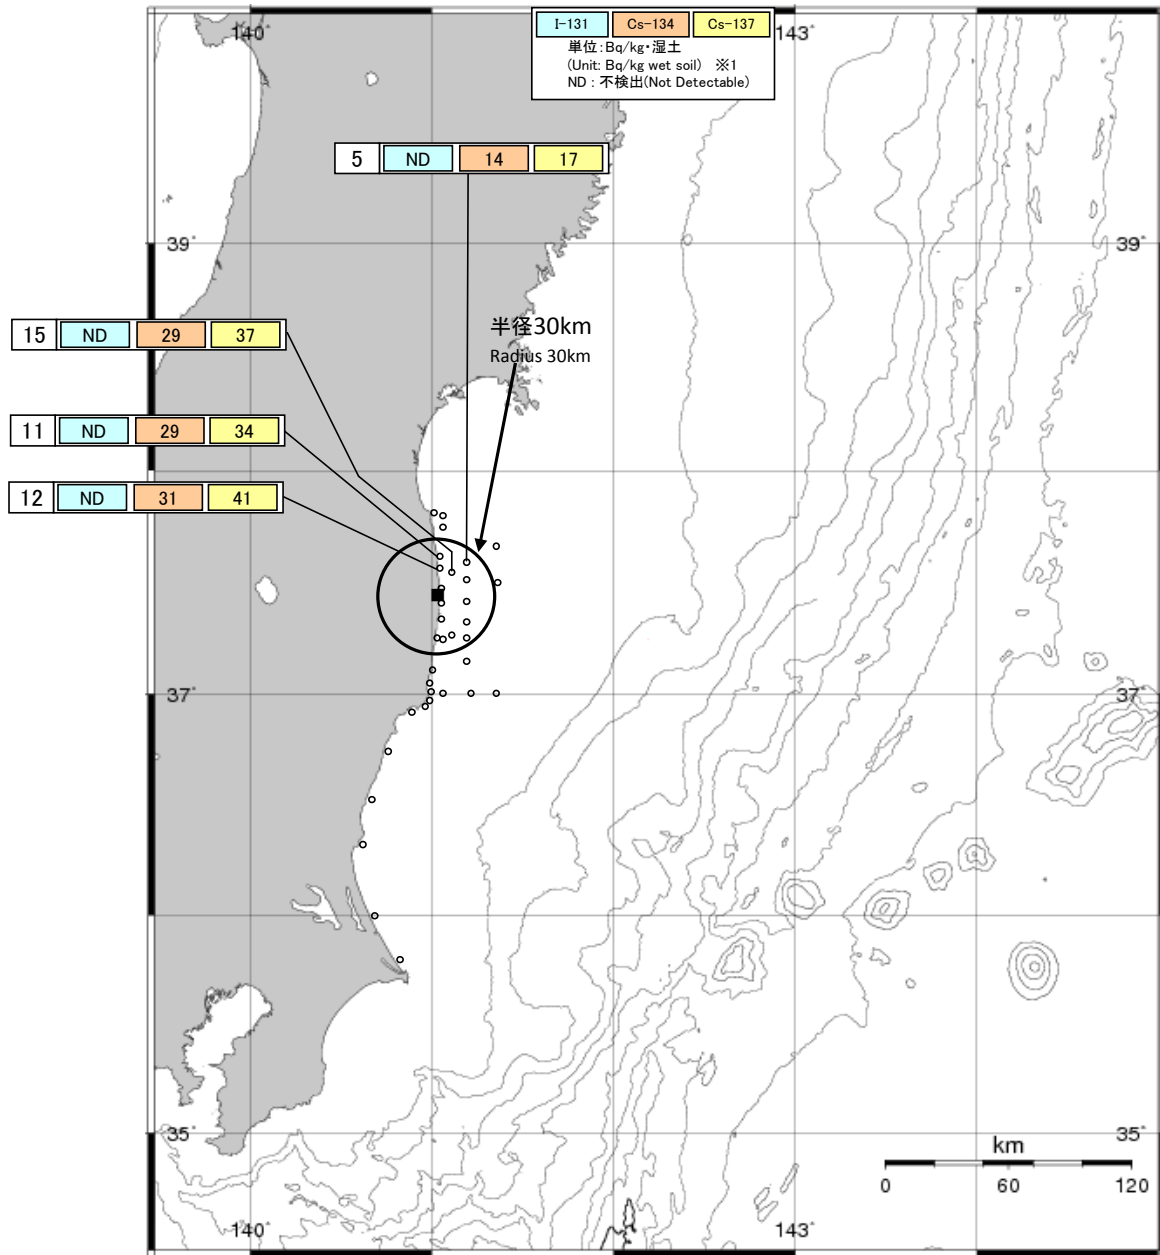 140°
143°
I-131 Cs-134 Cs-137
単位:Bq/kg・湿土
(Unit: Bq/kg wet soil) ※1
ND : 不検出(Not Detectable)
5 ND 14 17
39°
39°
15 ND 29 37
半径30km
Radius 30km
11 ND 29 34
12 ND 31 41
37°
37°
35°
35°
km
0 60 120
140°
143°